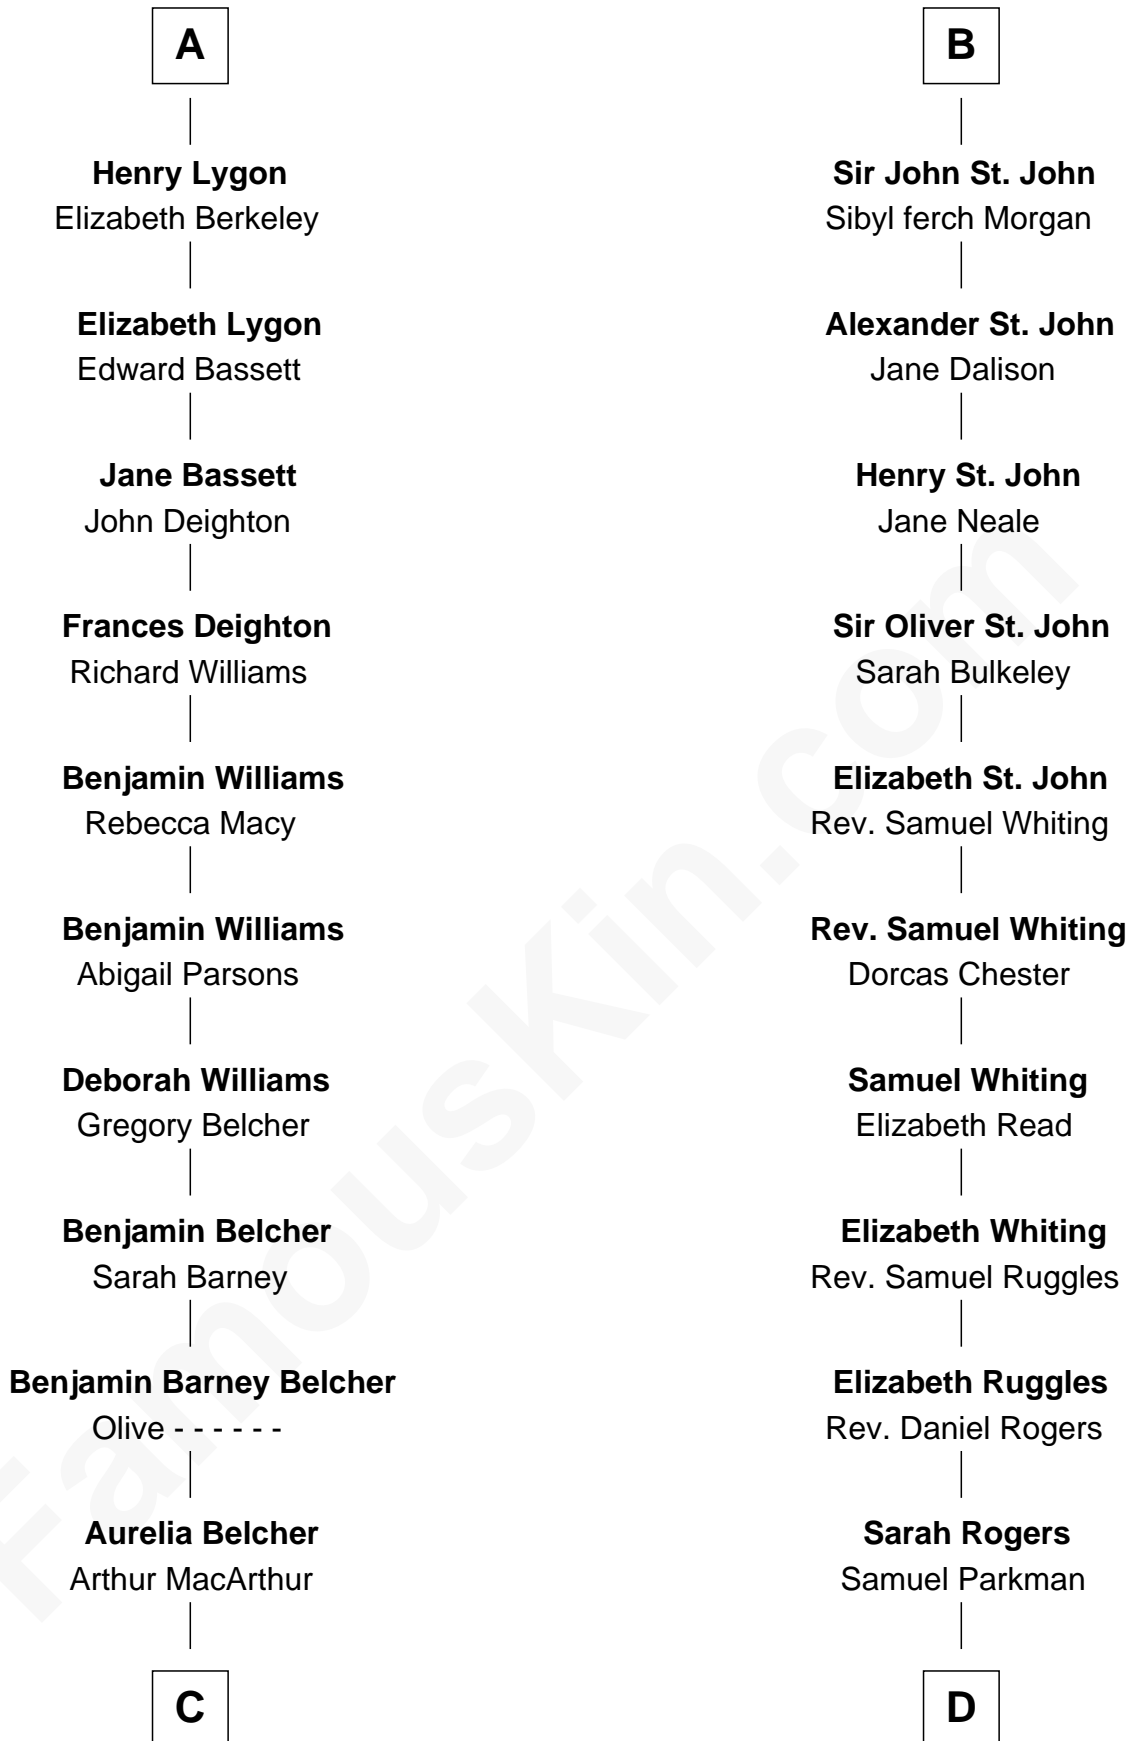 A
Henry Lygon
Elizabeth Berkeley
Elizabeth Lygon
Edward Bassett
Jane Bassett
John Deighton
Frances Deighton
Richard Williams
Benjamin Williams
Rebecca Macy
Benjamin Williams
Abigail Parsons
Deborah Williams
Gregory Belcher
Benjamin Belcher
Sarah Barney
Benjamin Barney Belcher
Olive - - - - - -
Aurelia Belcher
Arthur MacArthur
C
B
Sir John St. John
Sibyl ferch Morgan
Alexander St. John
Jane Dalison
Henry St. John
Jane Neale
Sir Oliver St. John
Sarah Bulkeley
Elizabeth St. John
Rev. Samuel Whiting
Rev. Samuel Whiting
Dorcas Chester
Samuel Whiting
Elizabeth Read
Elizabeth Whiting
Rev. Samuel Ruggles
Elizabeth Ruggles
Rev. Daniel Rogers
Sarah Rogers
Samuel Parkman
D
FamousKin.com